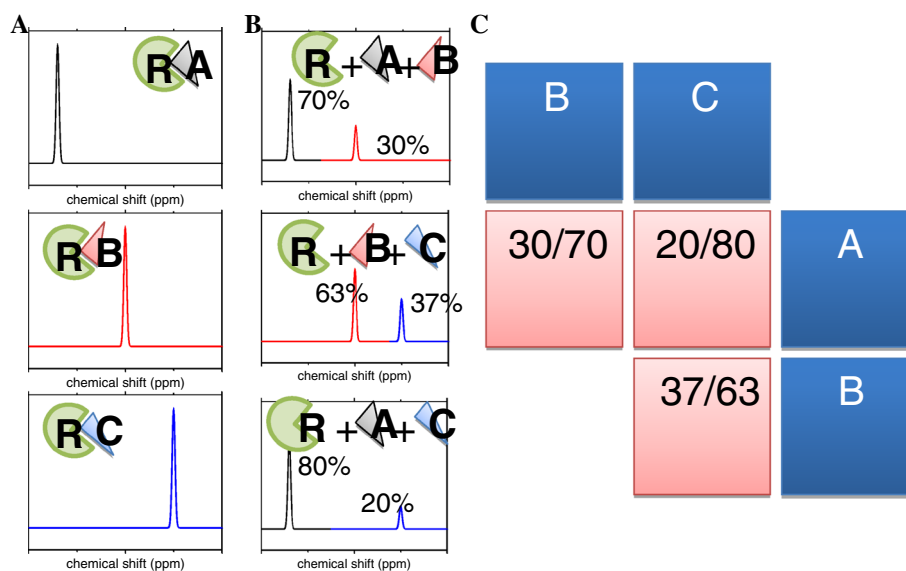 A
R A
chemical shift (ppm)
R B
chemical shift (ppm)
R C
chemical shift (ppm)
B
R + A + B
70%
30%
chemical shift (ppm)
R + B + C
63%
37%
chemical shift (ppm)
R + A + C
80%
20%
chemical shift (ppm)
C
B C
30/70 20/80 A
37/63 B